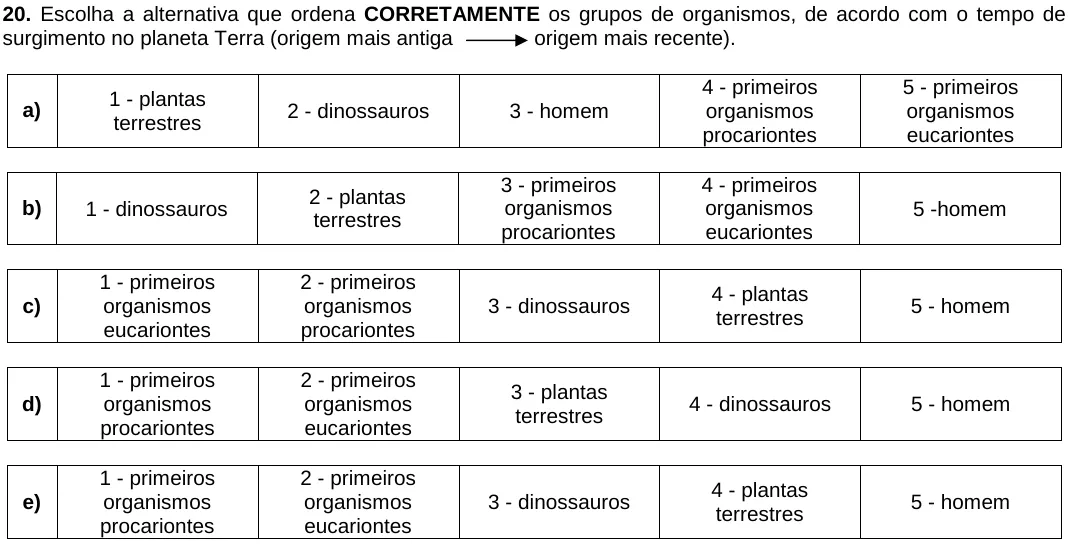 20. Escolha a alternativa que ordena CORRETAMENTE os grupos de organismos, de acordo com o tempo de
surgimento no planeta Terra (origem mais antiga → origem mais recente).
a)
1 - plantas
terrestres
2 - dinossauros
3 - homem
4 - primeiros
organismos
procariontes
5 - primeiros
organismos
eucariontes
b)
1 - dinossauros
2 - plantas
terrestres
3 - primeiros
organismos
procariontes
4 - primeiros
organismos
eucariontes
5 -homem
c)
1 - primeiros
organismos
eucariontes
2 - primeiros
organismos
procariontes
3 - dinossauros
4 - plantas
terrestres
5 - homem
d)
1 - primeiros
organismos
procariontes
2 - primeiros
organismos
eucariontes
3 - plantas
terrestres
4 - dinossauros
5 - homem
e)
1 - primeiros
organismos
procariontes
2 - primeiros
organismos
eucariontes
3 - dinossauros
4 - plantas
terrestres
5 - homem